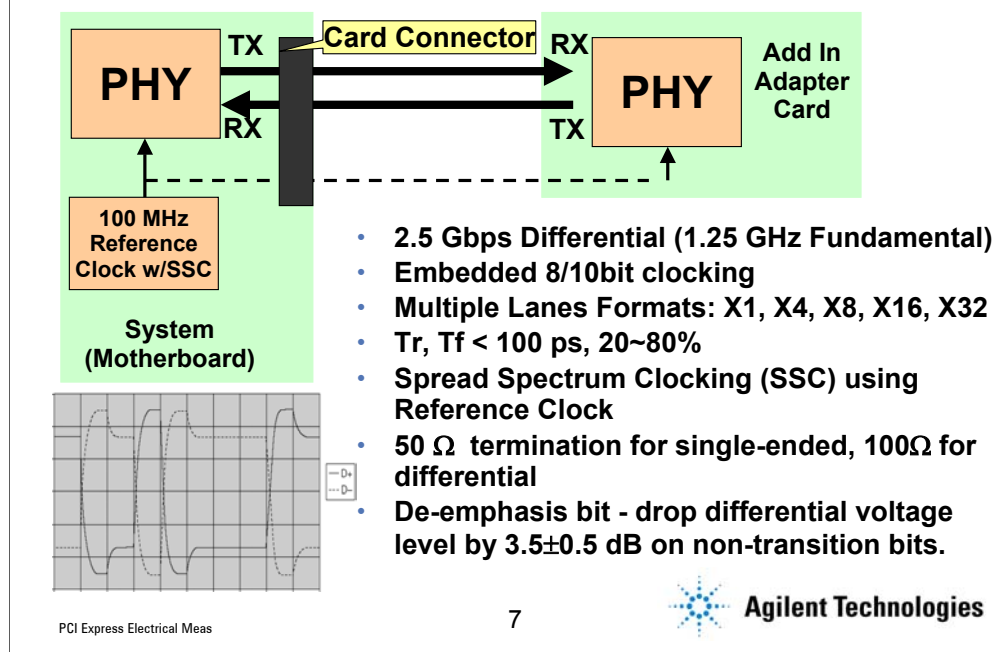 TX
Card Connector
RX
PHY
PHY
Add In
Adapter
Card
RX
TX
100 MHz
Reference
Clock w/SSC
System
(Motherboard)
• 2.5 Gbps Differential (1.25 GHz Fundamental)
• Embedded 8/10bit clocking
• Multiple Lanes Formats: X1, X4, X8, X16, X32
• Tr, Tf < 100 ps, 20~80%
• Spread Spectrum Clocking (SSC) using
Reference Clock
• 50 Ω termination for single-ended, 100Ω for
differential
• De-emphasis bit - drop differential voltage
level by 3.5±0.5 dB on non-transition bits.
D+
D-
PCI Express Electrical Meas
7
Agilent Technologies